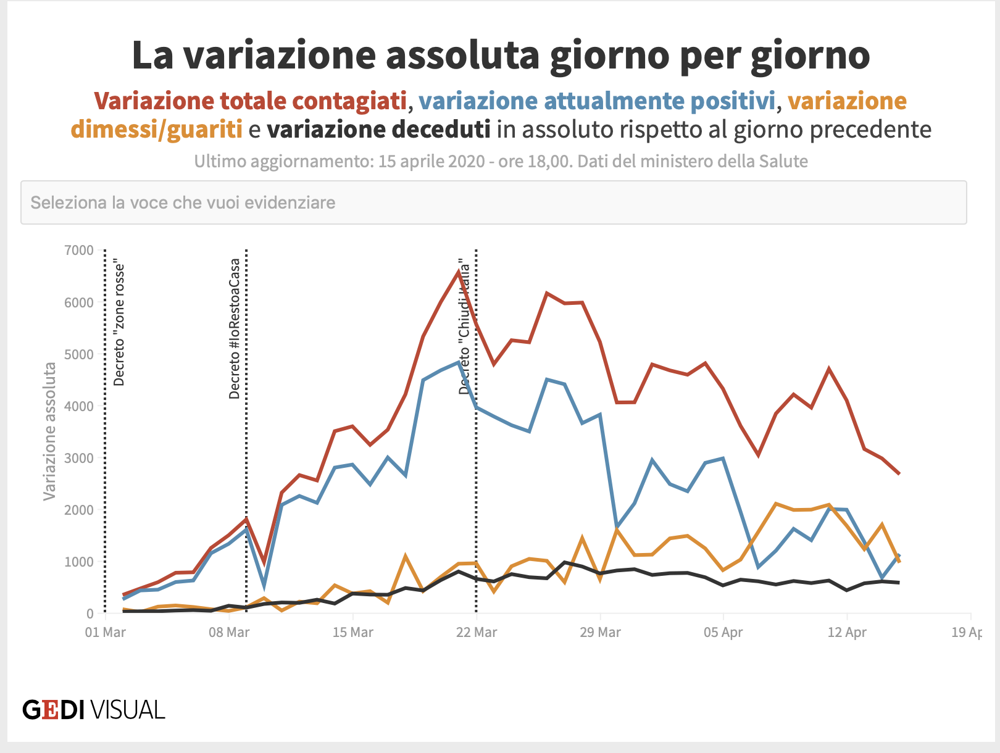 La variazione assoluta giorno per giorno
Variazione totale contagiati, variazione attualmente positivi, variazione
dimessi/guariti e variazione deceduti in assoluto rispetto al giorno precedente
Ultimo aggiornamento: 15 aprile 2020 - ore 18,00. Dati del ministero della Salute
Seleziona la voce che vuoi evidenziare
7000
6000
5000
4000
3000
2000
1000
0
Variazione assoluta
Decreto "zone rosse"
Decreto #IoRestoaCasa
Decreto "Chiudi Italia"
01 Mar
08 Mar
15 Mar
22 Mar
29 Mar
05 Apr
12 Apr
19 Ap
GEDI VISUAL